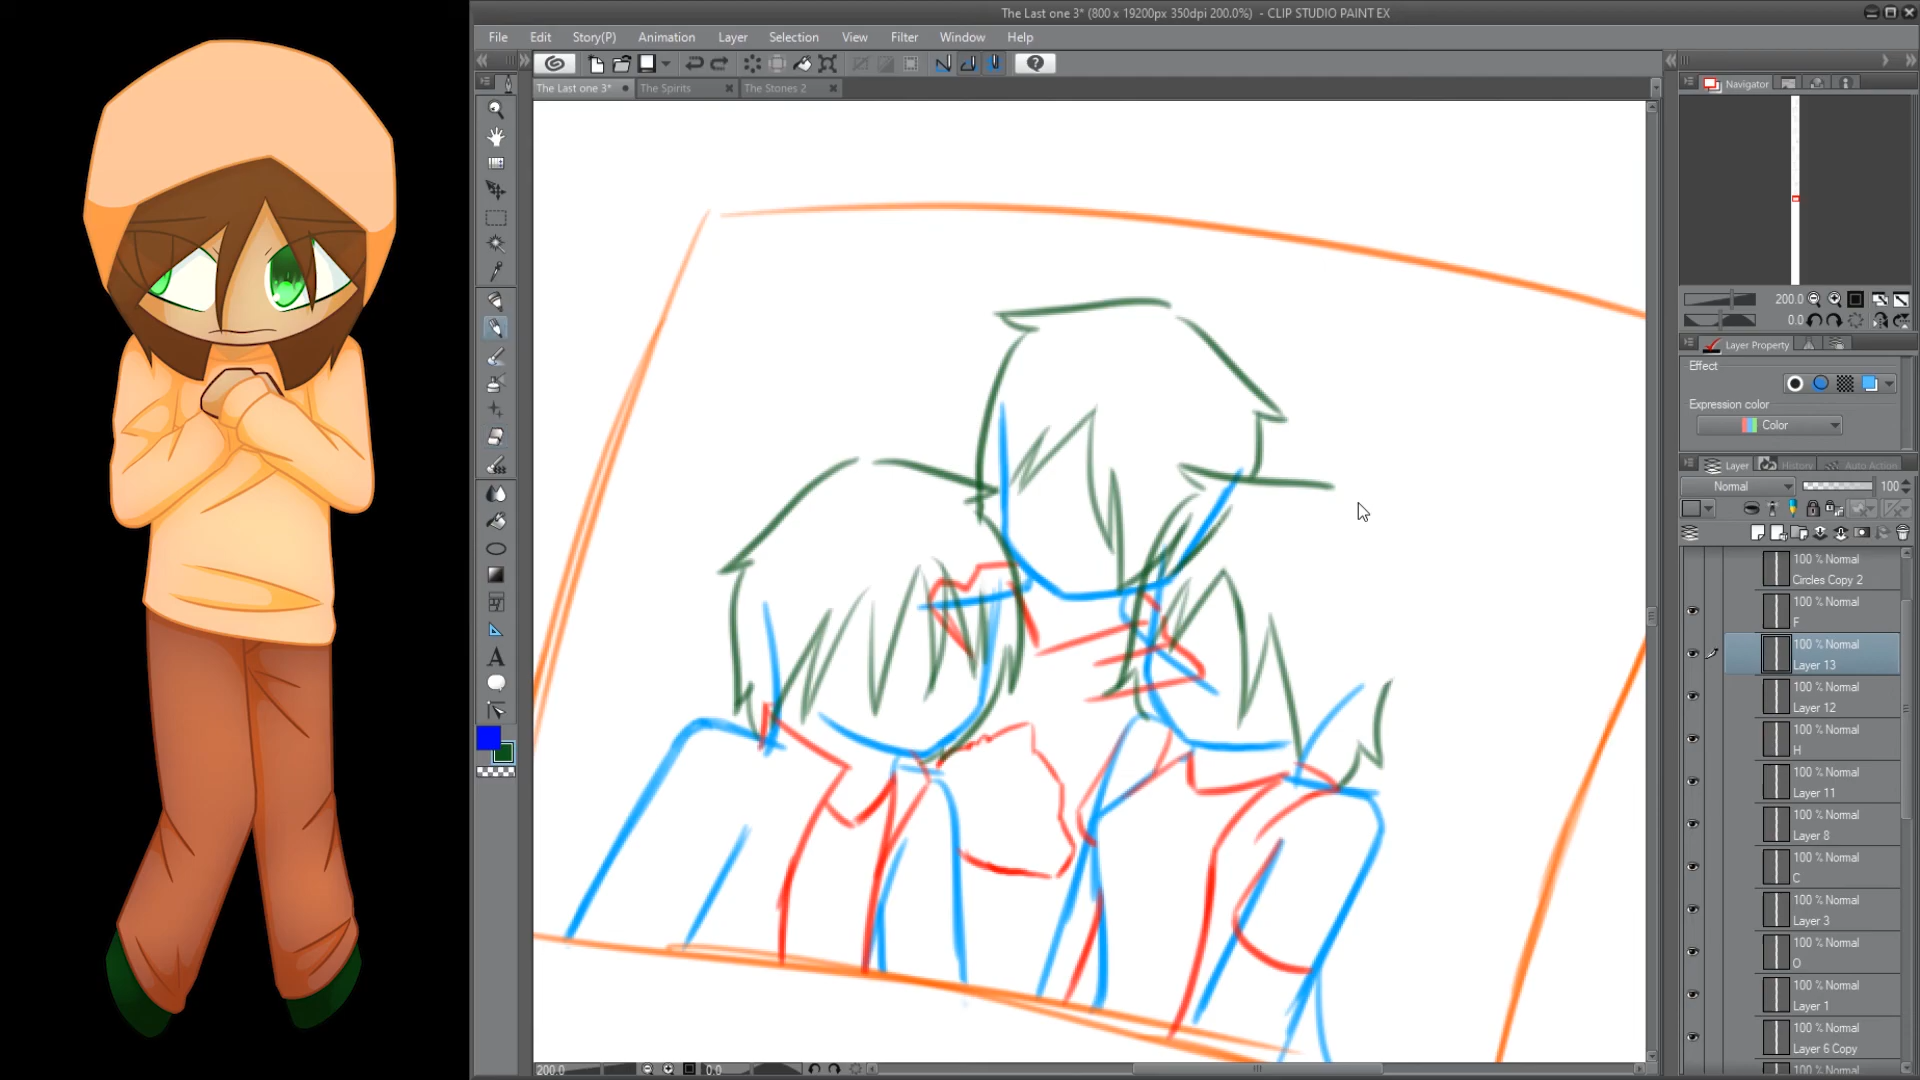 The Last one 3* (800 x 19200px 350dpi 200.0%) - CLIP STUDIO PAINT EX
File Edit Story(P) Animation Layer Selection View Filter Window Help
The Last one 3* The Spirits The Stones 2
Navigator
200.0
0.0
Layer Property
Effect
Expression color
Color
Layer History Auto Action
Normal 100
100 % Normal
Circles Copy 2
100 % Normal
F
100 % Normal
Layer 13
100 % Normal
Layer 12
100 % Normal
H
100 % Normal
Layer 11
100 % Normal
Layer 8
100 % Normal
C
100 % Normal
Layer 3
100 % Normal
O
100 % Normal
Layer 1
100 % Normal
Layer 6 Copy
100 % Normal
200.0 0.0